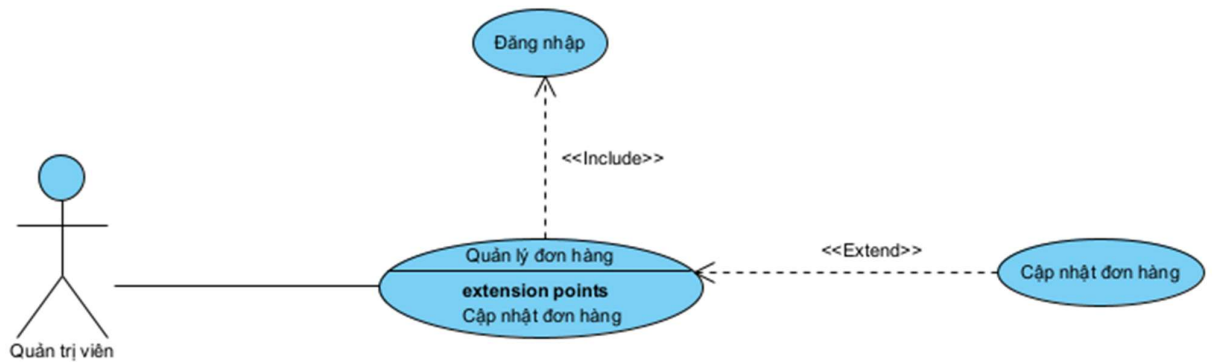 Đăng nhập
<<Include>>
Quản lý đơn hàng
<<Extend>>
Cập nhật đơn hàng
extension points
Cập nhật đơn hàng
Quản trị viên